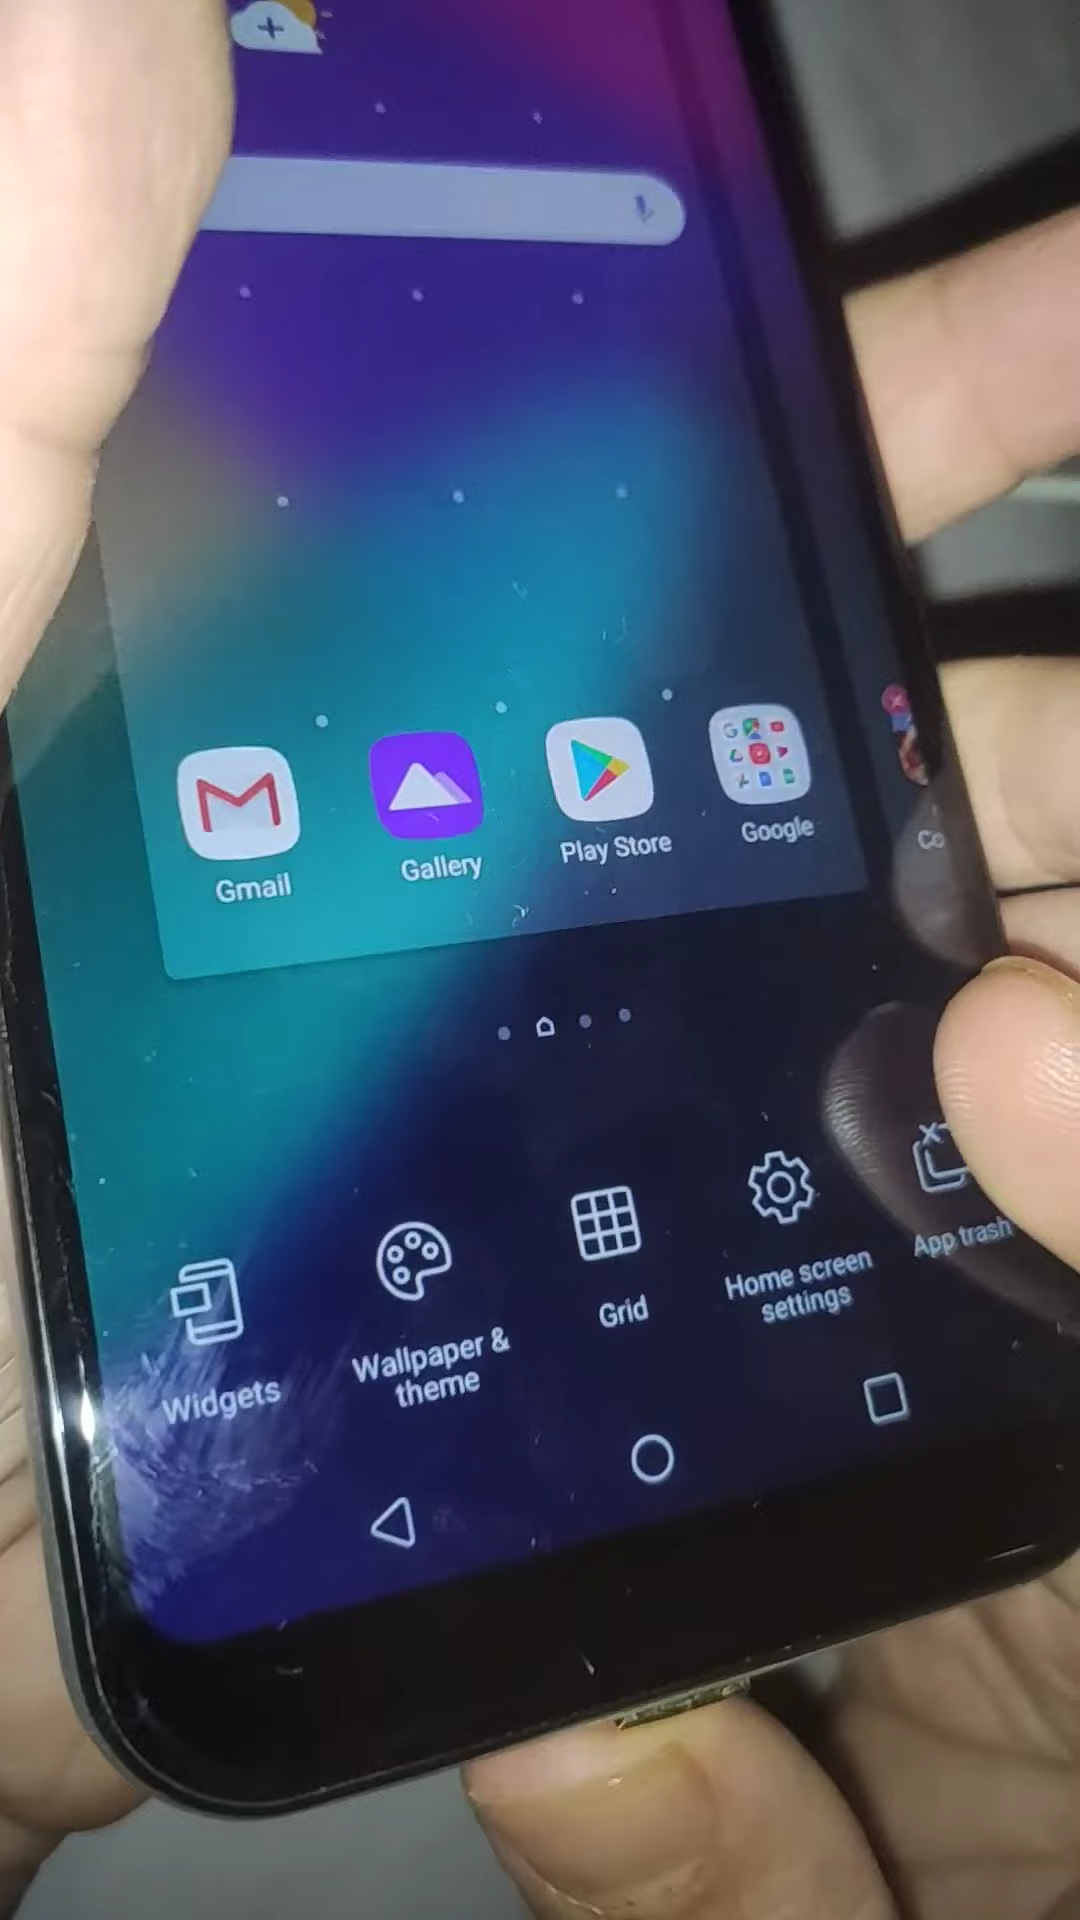 Gmail
Gallery
Play Store
Google
Co
Widgets
Wallpaper &
theme
Grid
Home screen
settings
App trash